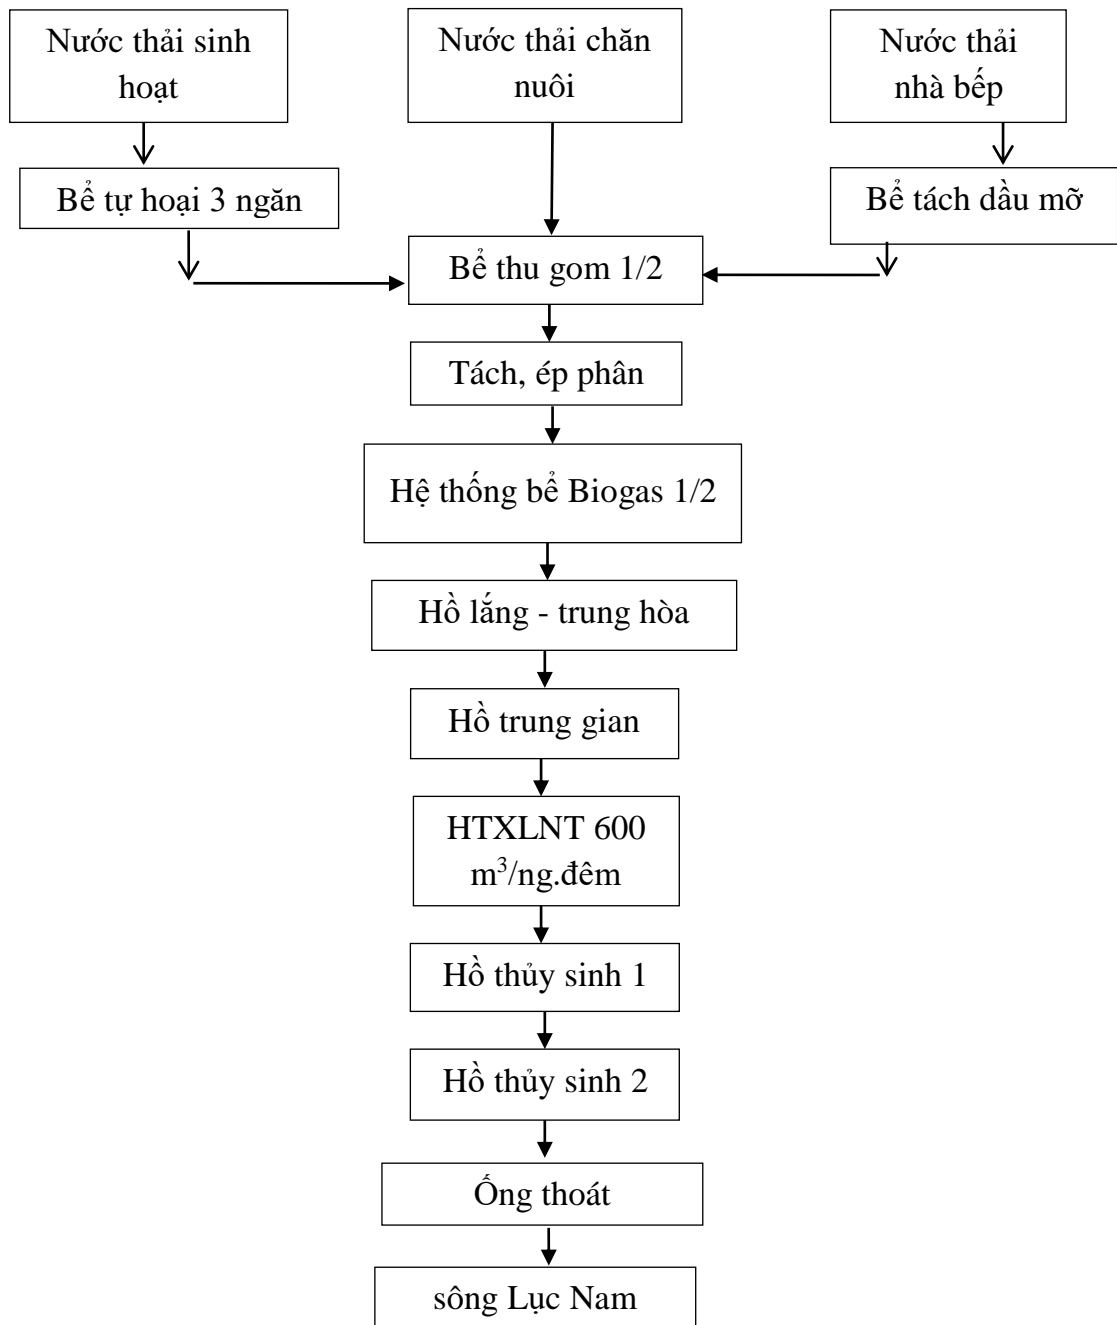 Nước thải sinh
hoạt
Nước thải chăn
nuôi
Nước thải
nhà bếp
Bể tự hoại 3 ngăn
Bể tách dầu mỡ
Bể thu gom 1/2
Tách, ép phân
Hệ thống bể Biogas 1/2
Hồ lắng - trung hòa
Hồ trung gian
HTXLNT 600
m³/ng.đêm
Hồ thủy sinh 1
Hồ thủy sinh 2
Ống thoát
sông Lục Nam